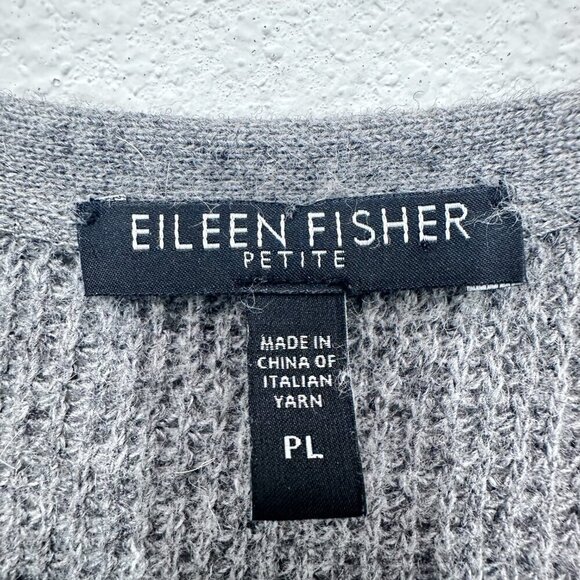 EILEEN FISHER
PETITE
MADE IN
CHINA OF
ITALIAN
YARN
PL